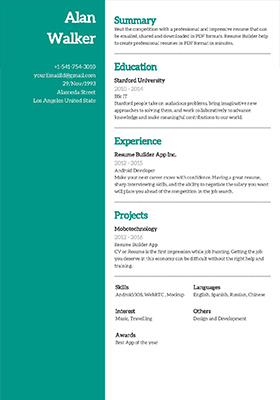 Alan
Walker
+1-541-754-3010
29/Nov/1993
Alameda Street
Los Angeles United State
Summary
Beat the competition with a professional and impressive resume that can
be emailed, shared and downloaded in PDF formats. Resume Builder help
to create professional resumes in PDF format in minutes.
Education
Stanford University
2010 - 2014
BSc IT
Stanford people take on audacious problems, bring imaginative new
approaches to solving them, and work collaboratively to advance
knowledge and make meaningful contributions to our world.
Experience
Resume Builder App Inc.
2012 - 2015
Android Developer
Make your next career move with confidence. Having a great resume,
sharp interviewing skills, and the ability to negotiate the salary you want
will place you ahead of the competition in the job search.
Projects
Mobotechnology
2012 - 2016
Resume Builder App
CV or Resume is the first impression while job Hunting. Getting the job
you deserve in this economy can be difficult without the right help and
training.
Skills
Android/iOS, WebRTC , Mockup
Languages
English, Spanish, Russian, Chinese
Interest
Music, Travelling
Others
Design and Development
Awards
Best App of the year